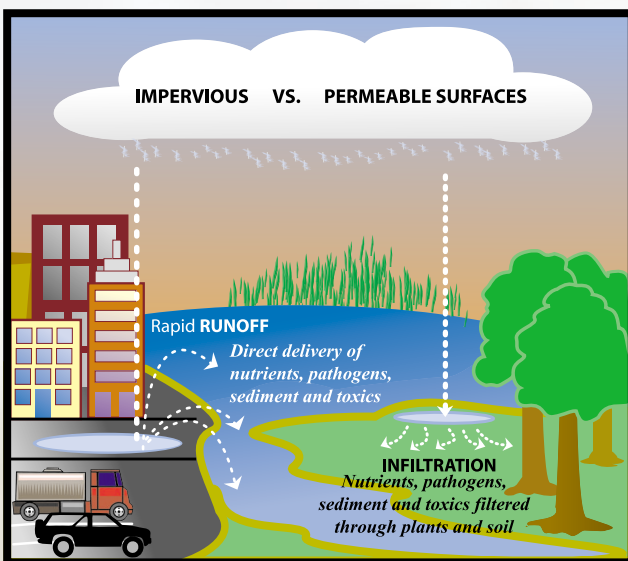 IMPERVIOUS VS. PERMEABLE SURFACES
Rapid RUNOFF
Direct delivery of
nutrients, pathogens,
sediment and toxics
INFILTRATION
Nutrients, pathogens,
sediment and toxics filtered
through plants and soil